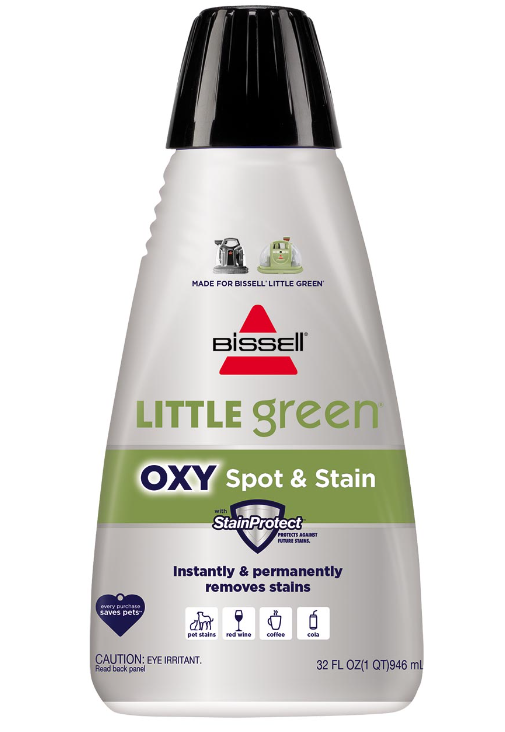 MADE FOR BISSELL® LITTLE GREEN®
BISSELL®
LITTLE green®
OXY Spot & Stain
with
StainProtect™
PROTECTS AGAINST
FUTURE STAINS.
Instantly & permanently
removes stains
every purchase
saves pets™
pet stains red wine coffee cola
CAUTION: EYE IRRITANT.
Read back panel
32 FL OZ(1 QT)946 mL